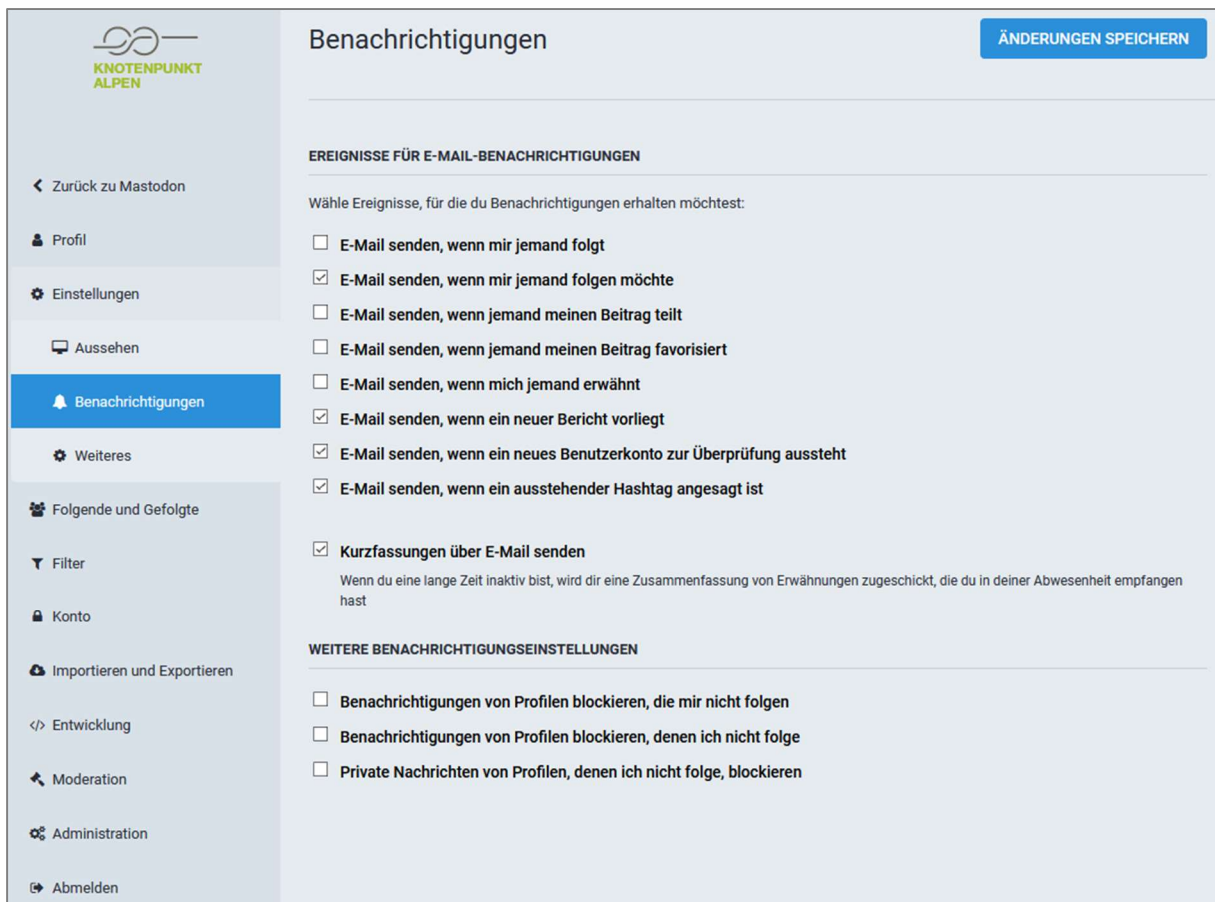 KNOTENPUNKT
ALPEN
Zurück zu Mastodon
Profil
Einstellungen
Aussehen
Benachrichtigungen
Weiteres
Folgende und Gefolgte
Filter
Konto
Importieren und Exportieren
Entwicklung
Moderation
Administration
Abmelden
Benachrichtigungen
ÄNDERUNGEN SPEICHERN
EREIGNISSE FÜR E-MAIL-BENACHRICHTIGUNGEN
Wähle Ereignisse, für die du Benachrichtigungen erhalten möchtest:
E-Mail senden, wenn mir jemand folgt
E-Mail senden, wenn mir jemand folgen möchte
E-Mail senden, wenn jemand meinen Beitrag teilt
E-Mail senden, wenn jemand meinen Beitrag favorisiert
E-Mail senden, wenn mich jemand erwähnt
E-Mail senden, wenn ein neuer Bericht vorliegt
E-Mail senden, wenn ein neues Benutzerkonto zur Überprüfung aussteht
E-Mail senden, wenn ein ausstehender Hashtag angesagt ist
Kurzfassungen über E-Mail senden
Wenn du eine lange Zeit inaktiv bist, wird dir eine Zusammenfassung von Erwähnungen zugeschickt, die du in deiner Abwesenheit empfangen
hast
WEITERE BENACHRICHTIGUNGSEINSTELLUNGEN
Benachrichtigungen von Profilen blockieren, die mir nicht folgen
Benachrichtigungen von Profilen blockieren, denen ich nicht folge
Private Nachrichten von Profilen, denen ich nicht folge, blockieren